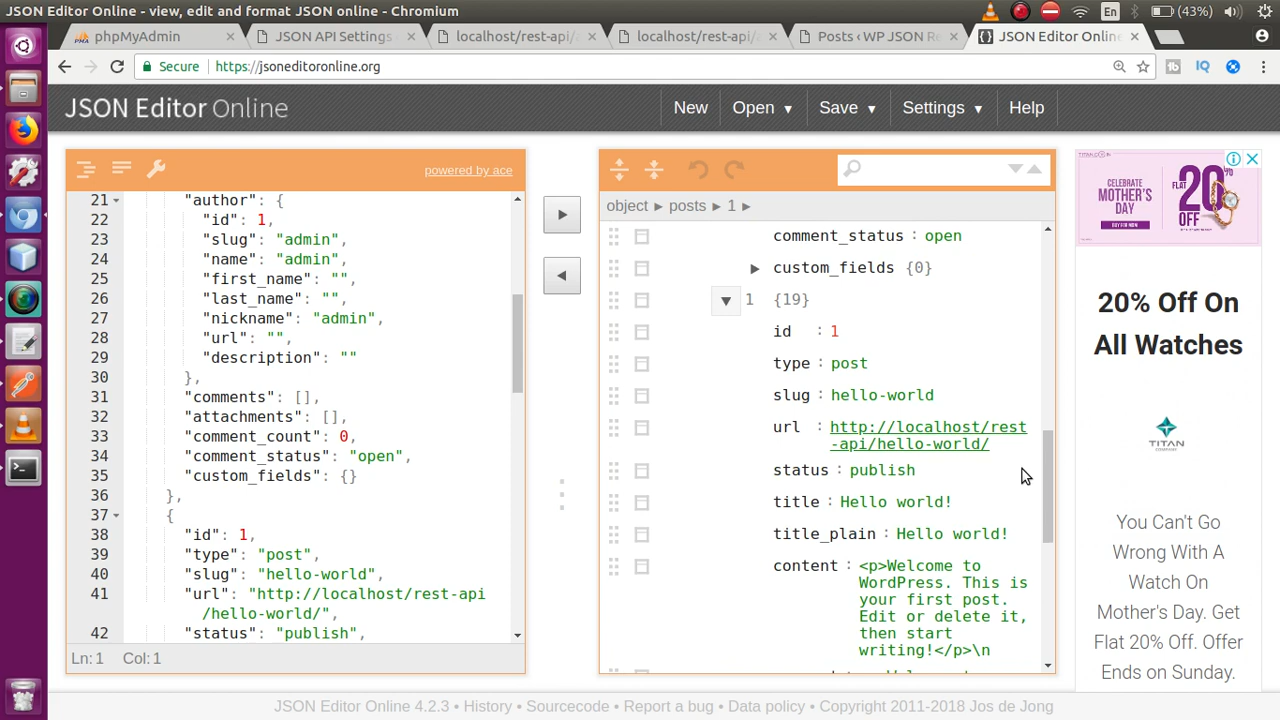 JSON Editor Online - view, edit and format JSON online - Chromium
En
(43%)
phpMyAdmin
JSON API Settings
localhost/rest-api/
localhost/rest-api/
Posts ‹ WP JSON Re
JSON Editor Online
Secure
https://jsoneditoronline.org
IQ
JSON Editor Online
New
Open
Save
Settings
Help
powered by ace
21 "author": {
22 "id": 1,
23 "slug": "admin",
24 "name": "admin",
25 "first_name": "",
26 "last_name": "",
27 "nickname": "admin",
28 "url": "",
29 "description": ""
30 },
31 "comments": [],
32 "attachments": [],
33 "comment_count": 0,
34 "comment_status": "open",
35 "custom_fields": {}
36 },
37 {
38 "id": 1,
39 "type": "post",
40 "slug": "hello-world",
41 "url": "http://localhost/rest-api
/hello-world/",
42 "status": "publish",
Ln:1 Col:1
object ► posts ► 1 ►
comment_status : open
custom_fields {0}
1 {19}
id : 1
type : post
slug : hello-world
url : http://localhost/rest
-api/hello-world/
status : publish
title : Hello world!
title_plain : Hello world!
content : <p>Welcome to
WordPress. This is
your first post.
Edit or delete it,
then start
writing!</p>\n
CELEBRATE
MOTHER'S
DAY
BUY FOR NOW
FLAT
20%
OFF
20% Off On
All Watches
TITAN
COMPANY
You Can't Go
Wrong With A
Watch On
Mother's Day. Get
Flat 20% Off. Offer
Ends on Sunday.
JSON Editor Online 4.2.3 • History • Sourcecode • Report a bug • Data policy • Copyright 2011-2018 Jos de Jong